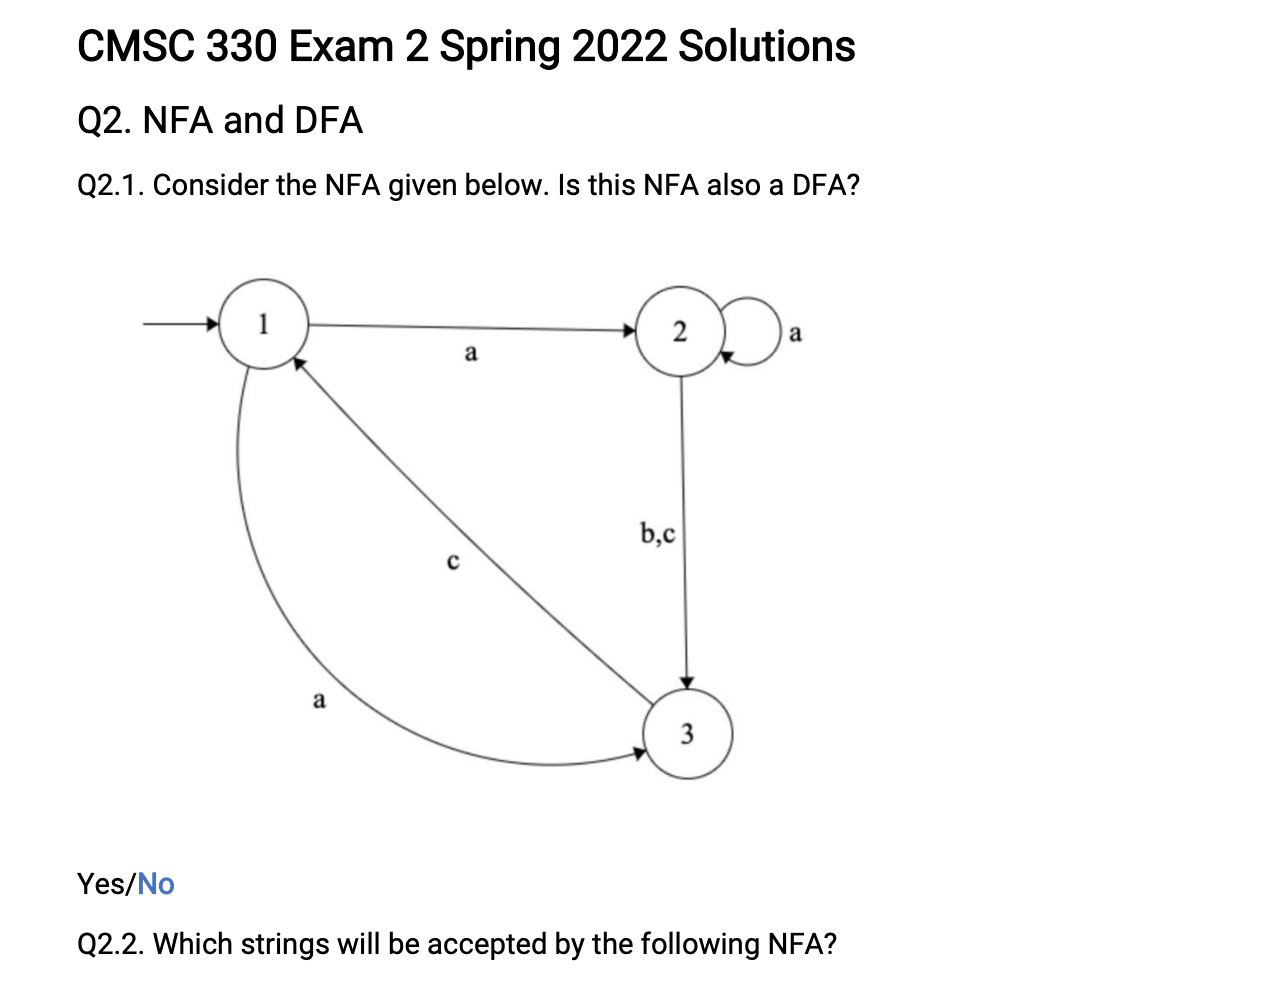 CMSC 330 Exam 2 Spring 2022 Solutions
Q2. NFA and DFA
Q2.1. Consider the NFA given below. Is this NFA also a DFA?
1
2
a
a
b,c
c
a
3
Yes/No
Q2.2. Which strings will be accepted by the following NFA?